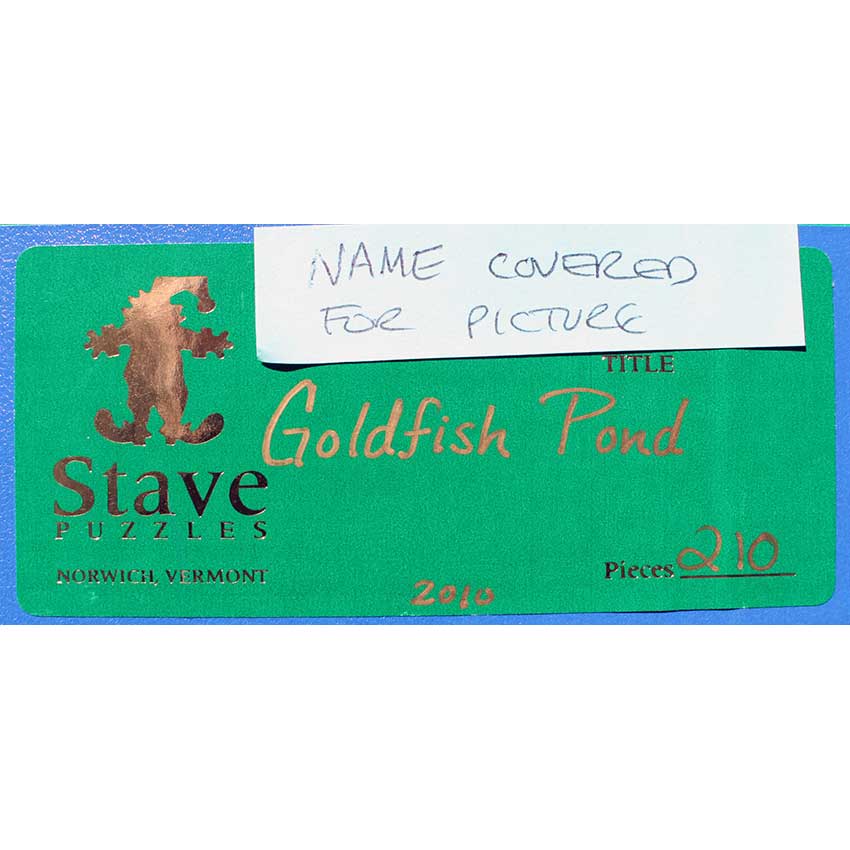 NAME COVERED
FOR PICTURE
TITLE
Goldfish Pond
Stave
PUZZLES
NORWICH, VERMONT
Pieces 210
2010